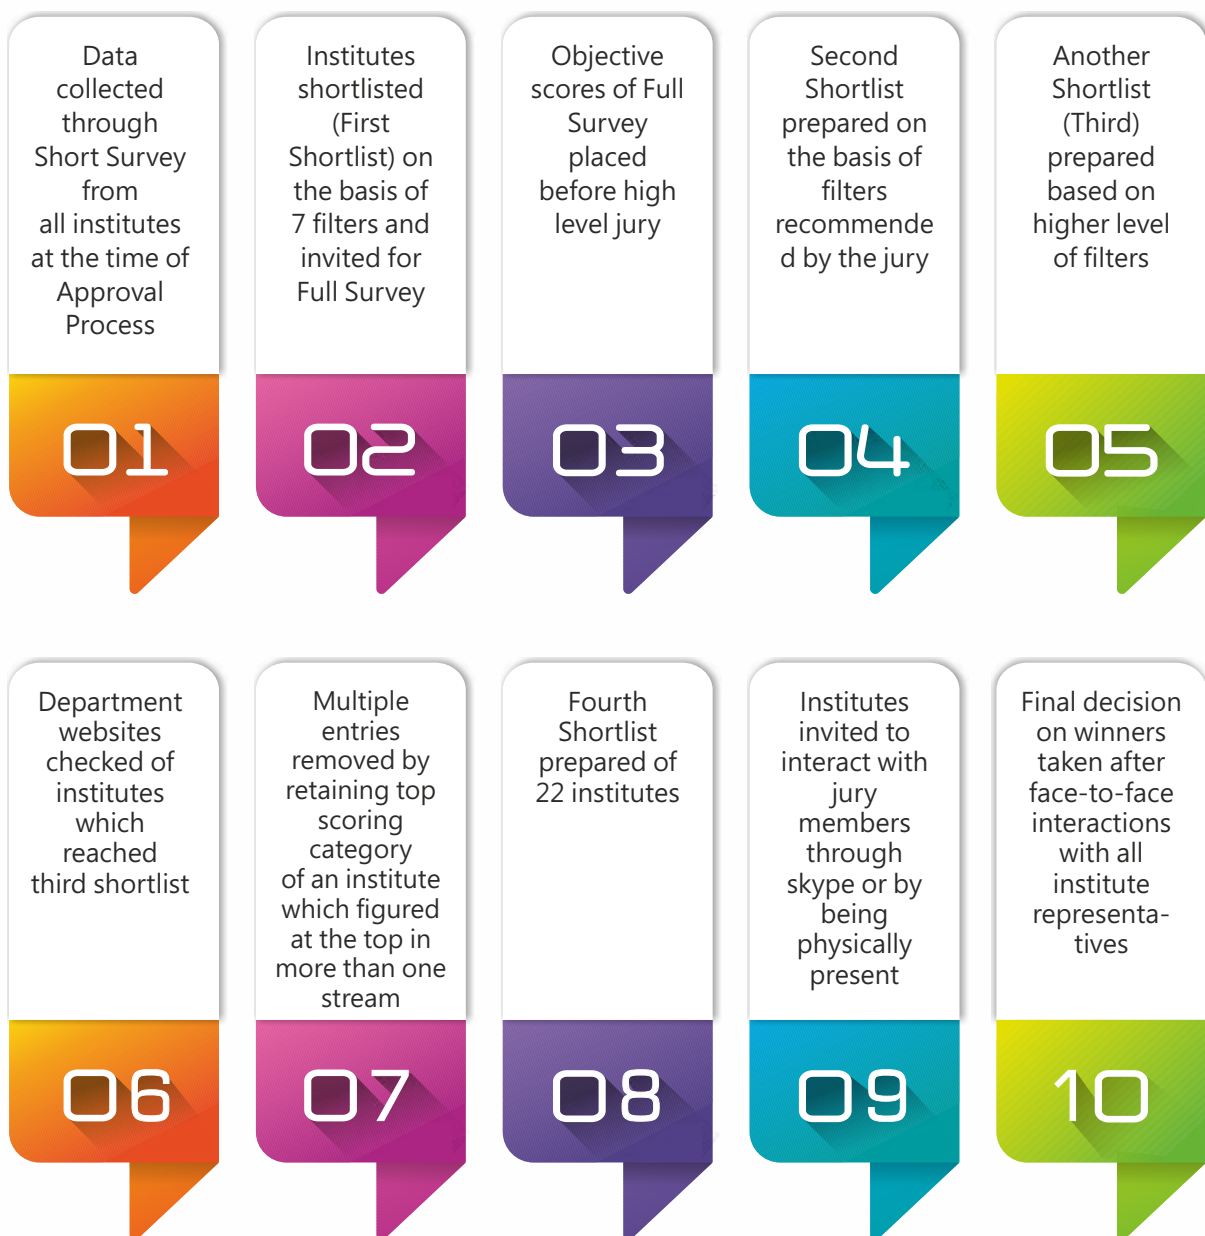 Data
collected
through
Short Survey
from
all institutes
at the time of
Approval
Process
01
Institutes
shortlisted
(First
Shortlist) on
the basis of
7 filters and
invited for
Full Survey
02
Objective
scores of Full
Survey
placed
before high
level jury
03
Second
Shortlist
prepared on
the basis of
filters
recommende
d by the jury
04
Another
Shortlist
(Third)
prepared
based on
higher level
of filters
05
Department
websites
checked of
institutes
which
reached
third shortlist
06
Multiple
entries
removed by
retaining top
scoring
category
of an institute
which figured
at the top in
more than one
stream
07
Fourth
Shortlist
prepared of
22 institutes
08
Institutes
invited to
interact with
jury
members
through
skype or by
being
physically
present
09
Final decision
on winners
taken after
face-to-face
interactions
with all
institute
representa-
tives
10